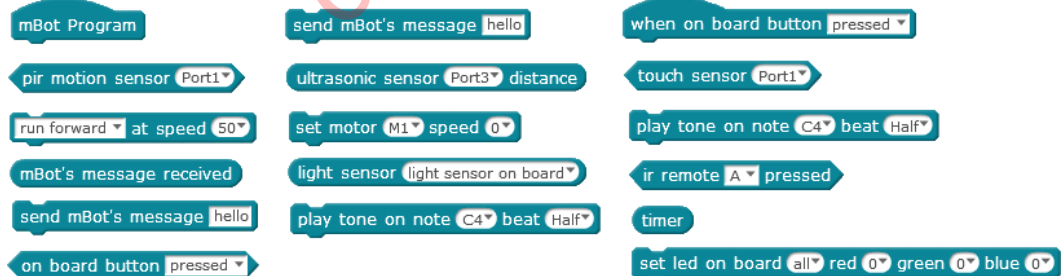 mBot Program
pir motion sensor Port1
run forward at speed 50
mBot's message received
send mBot's message hello
on board button pressed
send mBot's message hello
ultrasonic sensor Port3 distance
set motor M1 speed 0
light sensor light sensor on board
play tone on note C4 beat Half
when on board button pressed
touch sensor Port1
play tone on note C4 beat Half
ir remote A pressed
timer
set led on board all red 0 green 0 blue 0